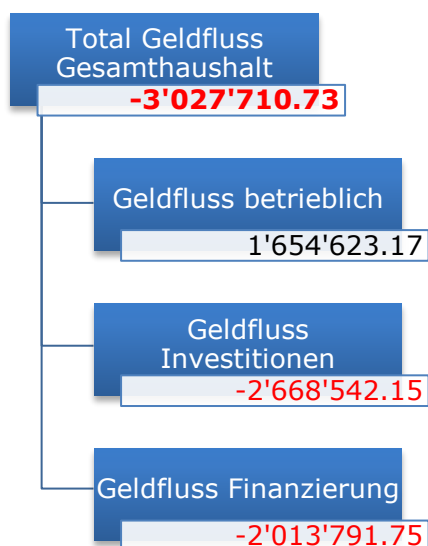 Total Geldfluss
Gesamthaushalt
-3'027'710.73
Geldfluss betrieblich
1'654'623.17
Geldfluss
Investitionen
-2'668'542.15
Geldfluss Finanzierung
-2'013'791.75